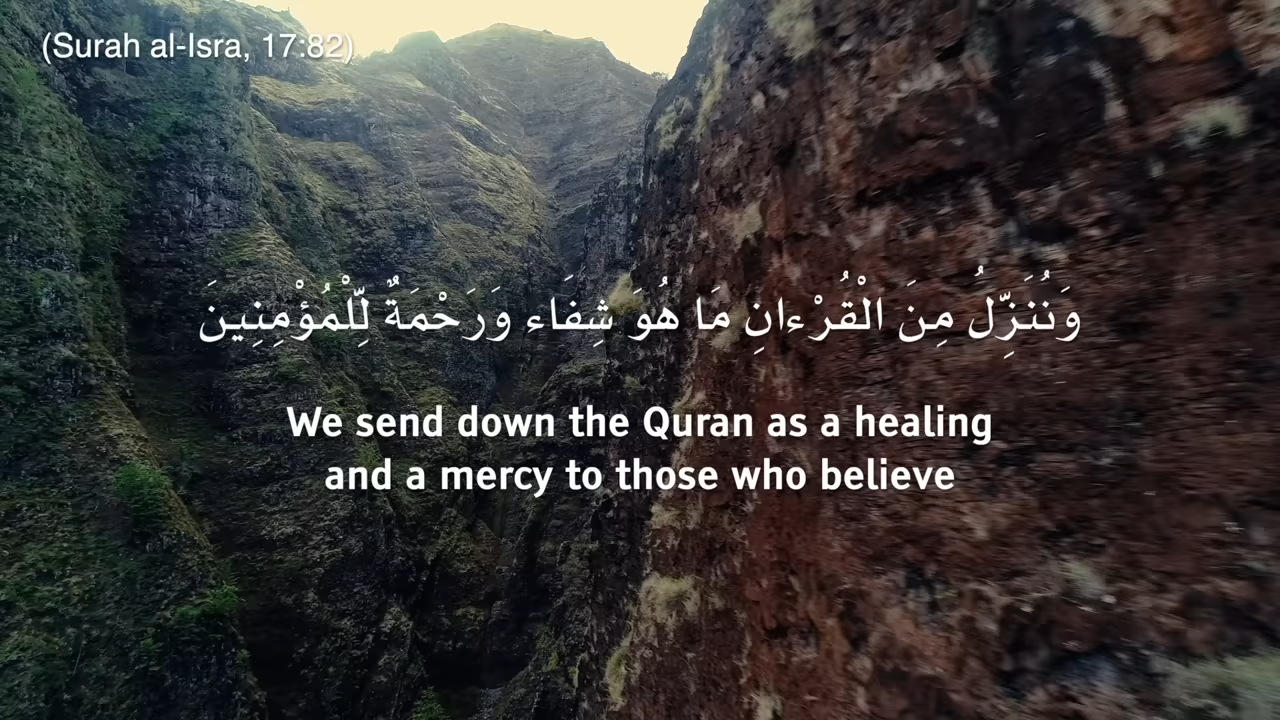 (Surah al-Isra, 17:82)
وَنُنَزِّلُ مِنَ الْقُرْءانِ مَا هُوَ شِفَاء وَرَحْمَةٌ لِّلْمُؤْمِنِينَ
We send down the Quran as a healing
and a mercy to those who believe